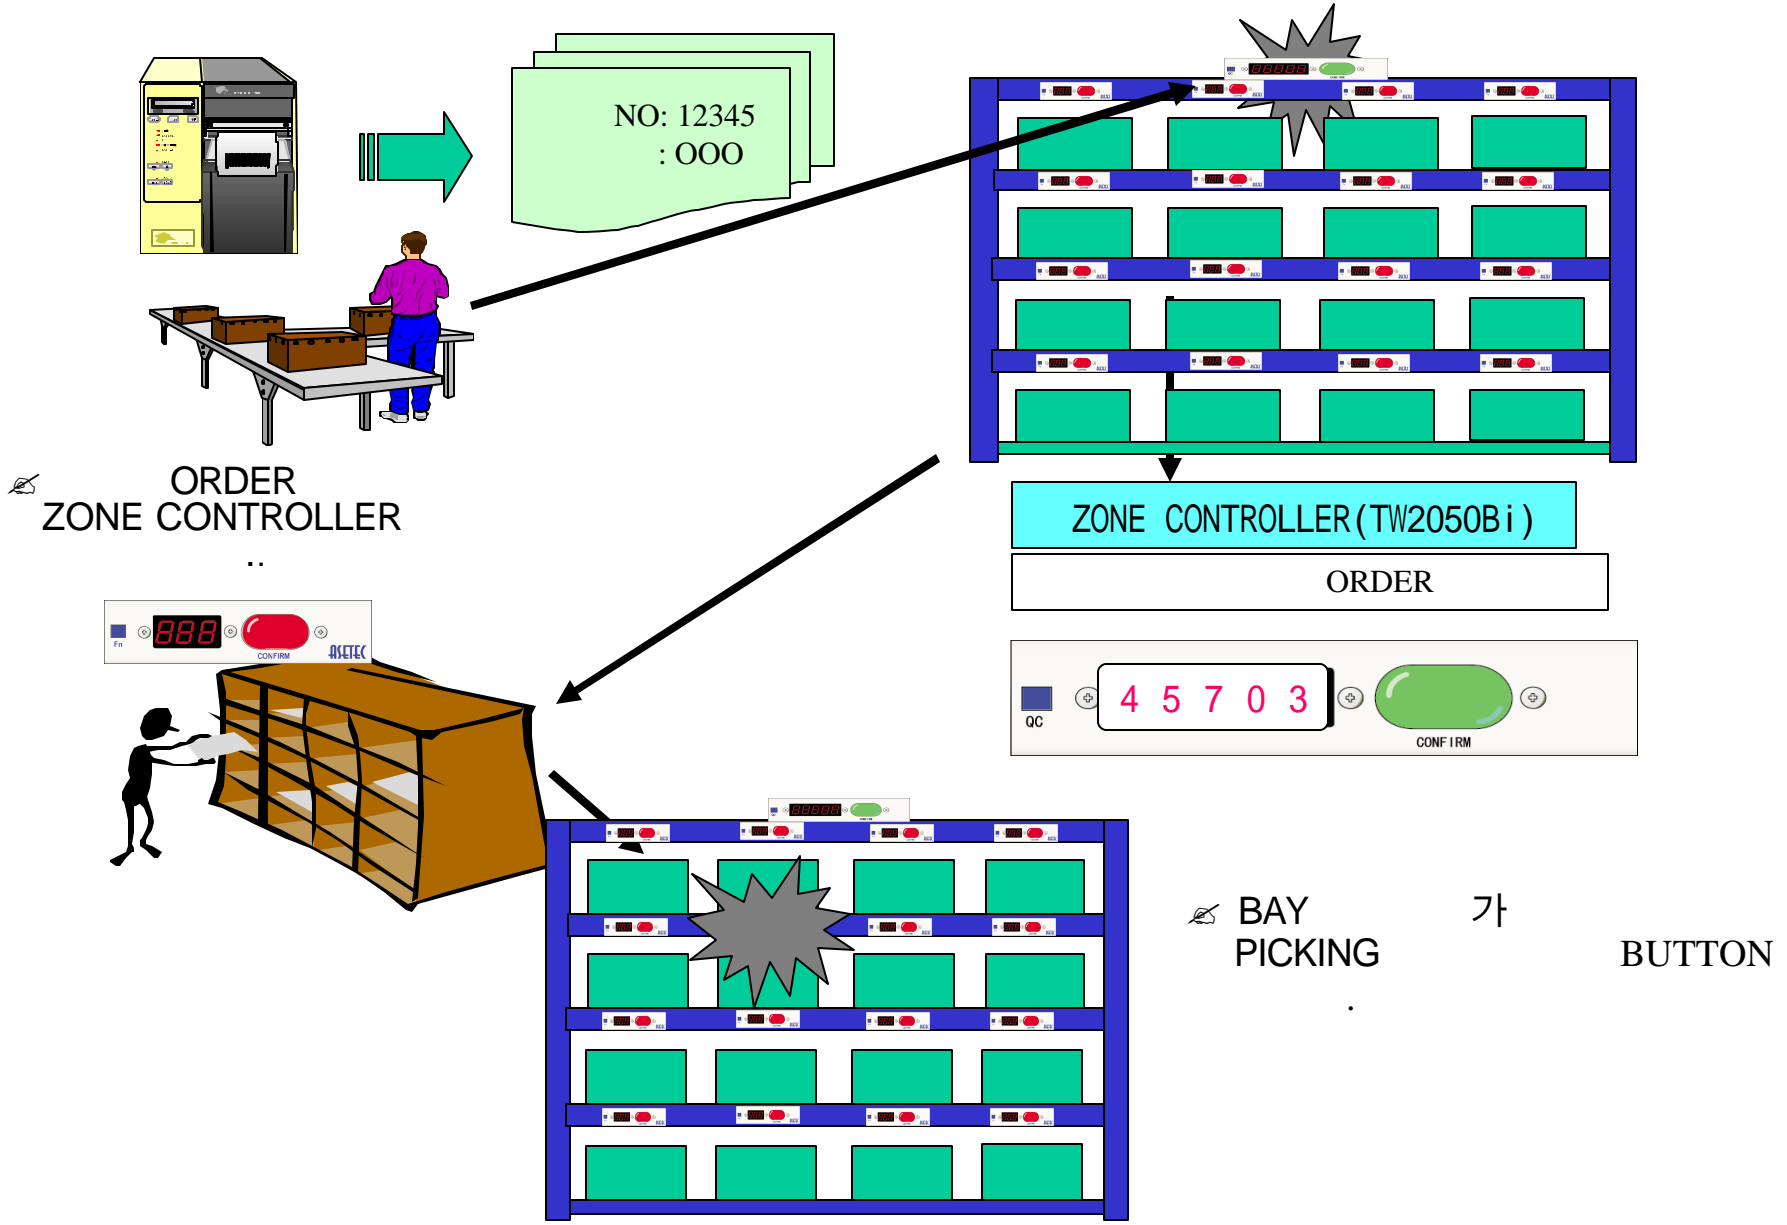 NO: 12345
: OOO
ORDER
ZONE CONTROLLER
..
ZONE CONTROLLER(TW2050Bi)
ORDER
Fn
CONFIRM
ASETEC
QC
4 5 7 0 3
CONFIRM
BAY 가
PICKING BUTTON
.